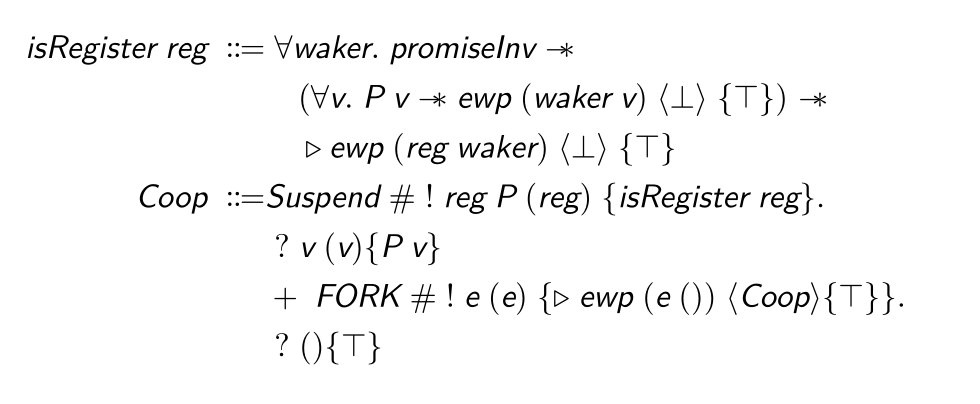 isRegister reg ::= ∀waker. promiseInv −∗
(∀v. P v −∗ ewp (waker v) ⟨⊥⟩ {⊤}) −∗
▷ ewp (reg waker) ⟨⊥⟩ {⊤}
Coop ::=Suspend # ! reg P (reg) {isRegister reg}.
? v (v){P v}
+ FORK # ! e (e) {▷ ewp (e ()) ⟨Coop⟩{⊤}}.
? (){⊤}